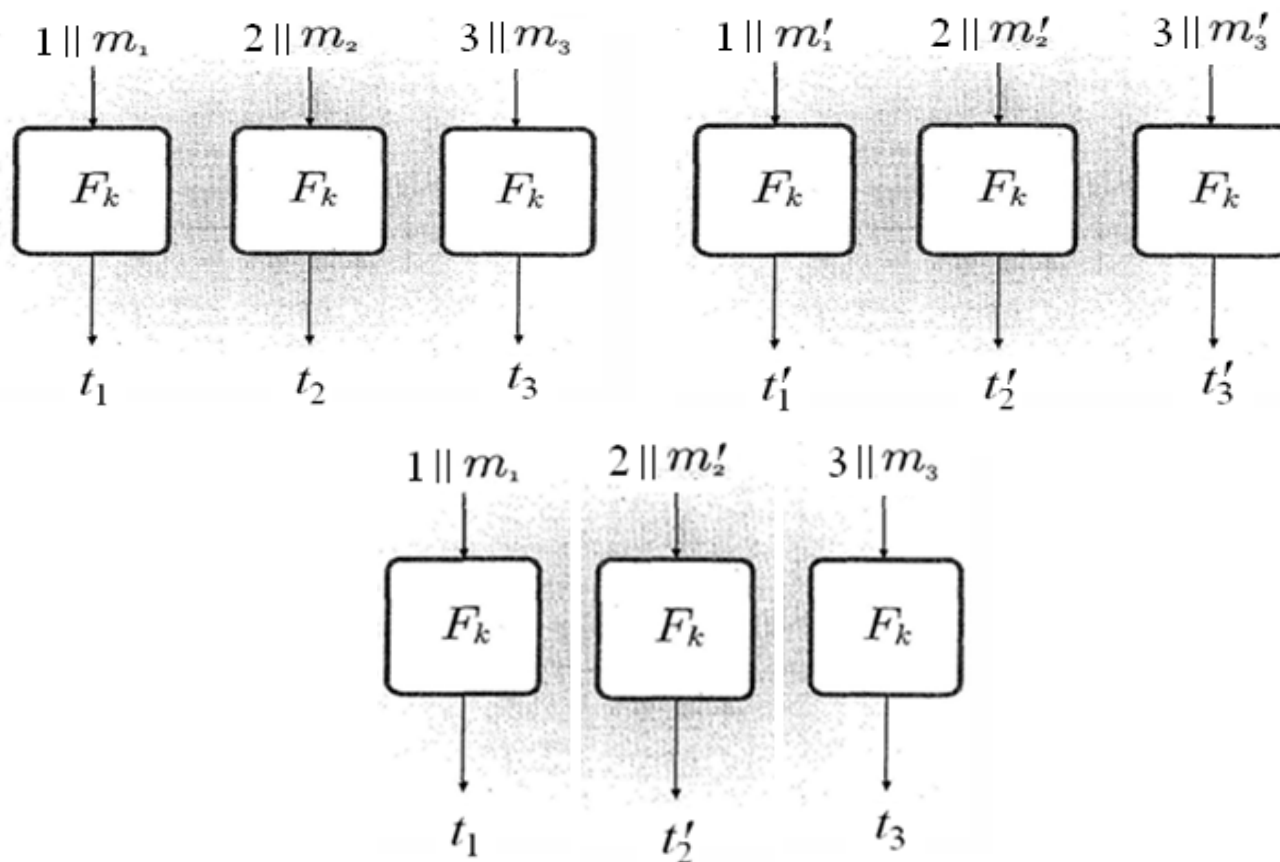 1 || m₁ 2 || m₂ 3 || m₃ 1 || m′₁ 2 || m′₂ 3 || m′₃
F_k F_k F_k F_k F_k F_k
t₁ t₂ t₃ t′₁ t′₂ t′₃
1 || m₁ 2 || m′₂ 3 || m₃
F_k F_k F_k
t₁ t′₂ t₃